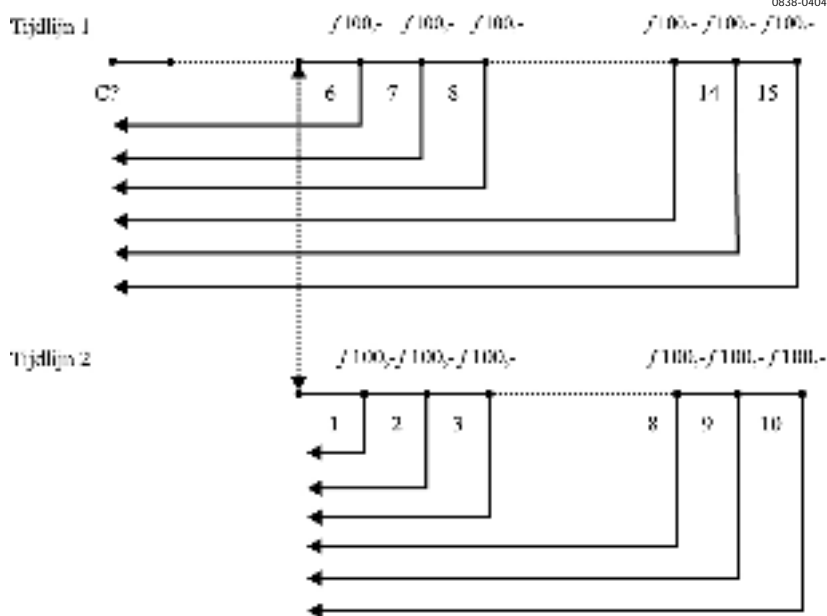 0838-0404
Tijdlijn 1 ƒ 100,- ƒ 100,- ƒ 100,- ƒ 100,- ƒ 100,- ƒ 100,-
C? 6 7 8 14 15
Tijdlijn 2 ƒ 100,- ƒ 100,- ƒ 100,- ƒ 100,- ƒ 100,- ƒ 100,-
1 2 3 8 9 10